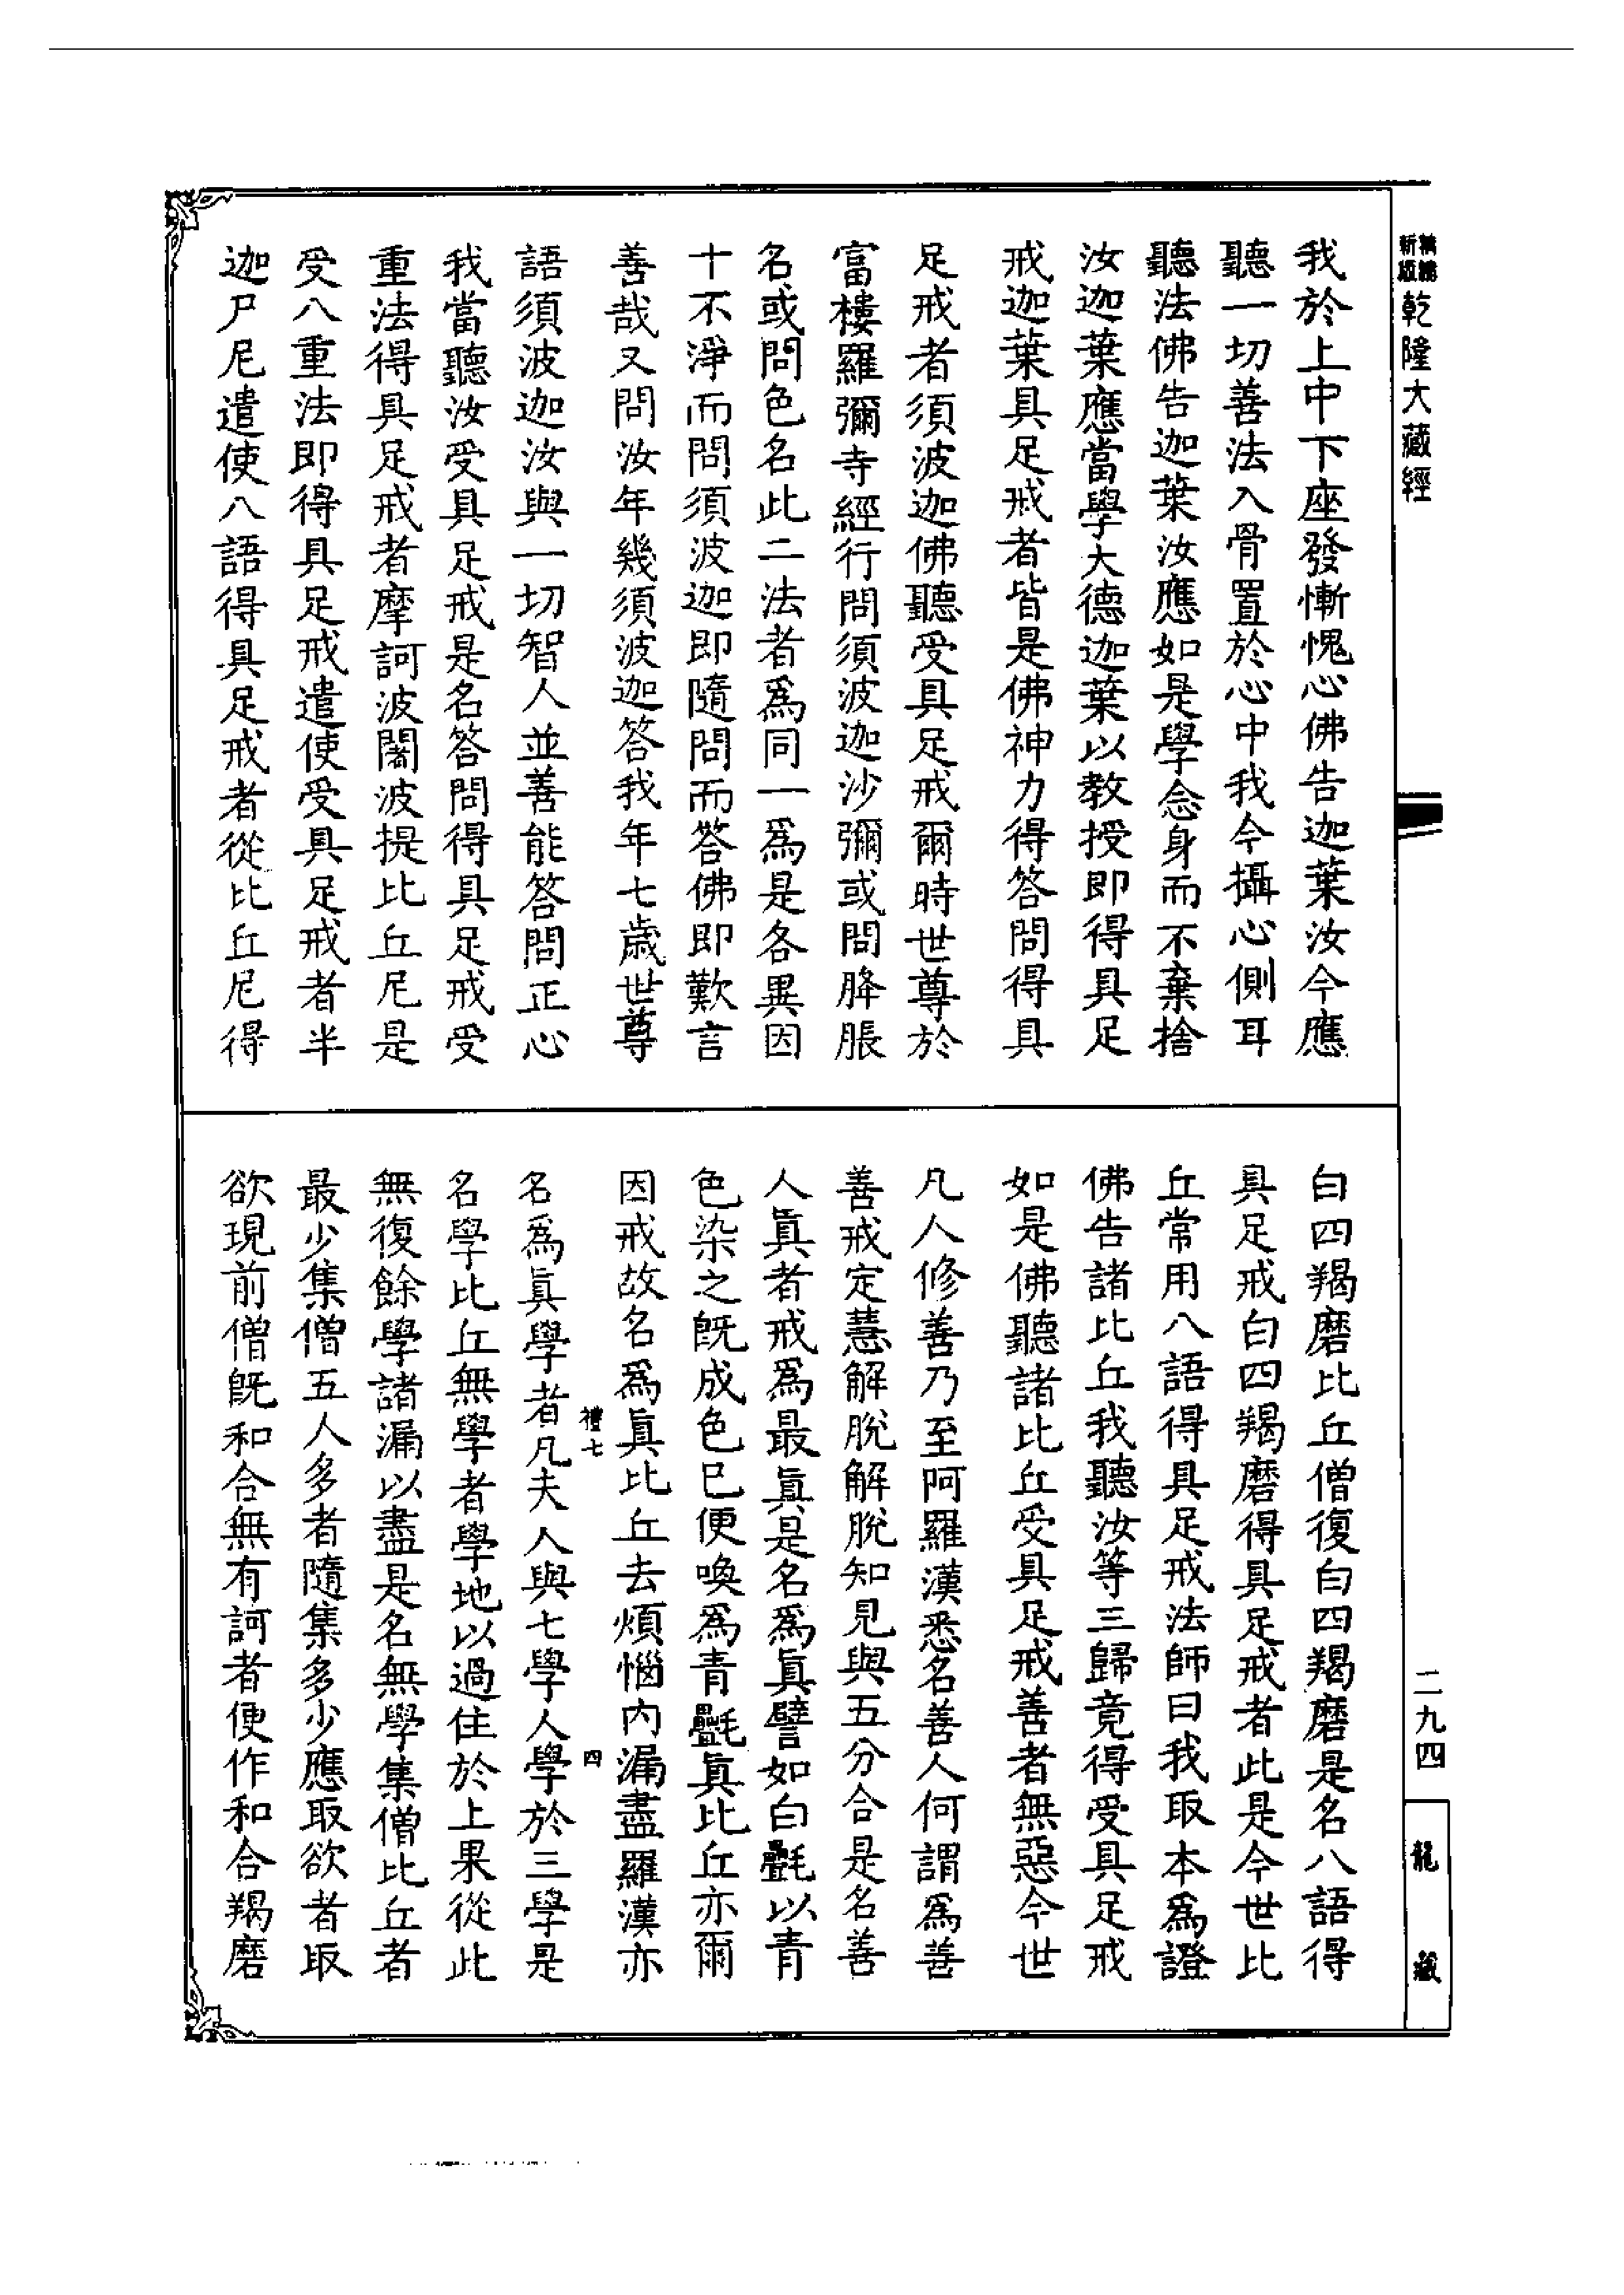 乾隆大藏經
我於上中下座發慚愧心佛告迦葉汝今應
聽一切善法入骨置於心中我今攝心側耳
聽法佛告迦葉汝應如是學念身而不棄捨
汝迦葉應當學大德迦葉以教授即得具足
戒迦葉具足戒者皆是佛神力得答問得具
足戒者須波迦佛聽受具足戒爾時世尊於
富樓羅彌寺經行問須波迦沙彌或問胮脹
名或問色名此二法者為同一為是各異因
十不淨而問須波迦即隨問而答佛即歎言
善哉又問汝年幾須波迦答我年七歲世尊
語須波迦汝與一切智人並善能答問正心
我當聽汝受具足戒是名答問得具足戒受
重法得具足戒者摩訶波闍波提比丘尼是
受八重法即得具足戒遣使受具足戒者半
迦尸尼遣使八語得具足戒者從比丘尼得
白四羯磨比丘僧復白四羯磨是名八語得
具足戒白四羯磨得具足戒者此是今世比
丘常用八語得具足戒法師曰我取本為證
佛告諸比丘我聽汝等三歸竟得受具足戒
如是佛聽諸比丘受具足戒善者無惡今世
凡人修善乃至阿羅漢悉名善人何謂為善
善戒定慧解脫解脫知見與五分合是名善
人真者戒為最真是名為真譬如白氎以青
色染之既成色已便喚為青氎真比丘亦爾
因戒故名為真比丘去煩惱內漏盡羅漢亦
禮七
四
名為真學者凡夫人與七學人學於三學是
名學比丘無學者學地以過住於上果從此
無復餘學諸漏以盡是名無學集僧比丘者
最少集僧五人多者隨集多少應取欲者取
欲現前僧既和合無有訶者便作和合羯磨
二九四
龍藏